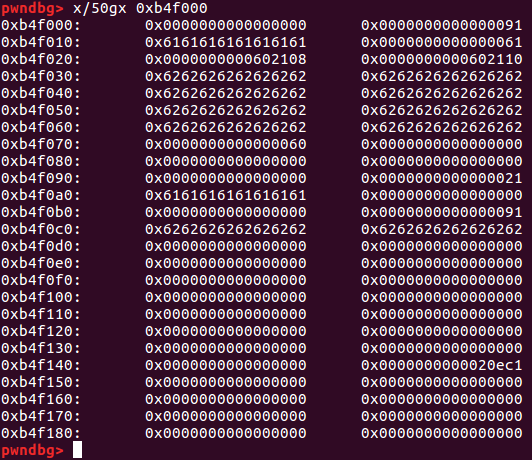 pwndbg> x/50gx 0xb4f000
0xb4f000: 0x0000000000000000 0x0000000000000091
0xb4f010: 0x6161616161616161 0x0000000000000061
0xb4f020: 0x0000000000602108 0x0000000000602110
0xb4f030: 0x6262626262626262 0x6262626262626262
0xb4f040: 0x6262626262626262 0x6262626262626262
0xb4f050: 0x6262626262626262 0x6262626262626262
0xb4f060: 0x6262626262626262 0x6262626262626262
0xb4f070: 0x0000000000000060 0x0000000000000000
0xb4f080: 0x0000000000000000 0x0000000000000000
0xb4f090: 0x0000000000000000 0x0000000000000021
0xb4f0a0: 0x6161616161616161 0x0000000000000000
0xb4f0b0: 0x0000000000000000 0x0000000000000091
0xb4f0c0: 0x6262626262626262 0x6262626262626262
0xb4f0d0: 0x0000000000000000 0x0000000000000000
0xb4f0e0: 0x0000000000000000 0x0000000000000000
0xb4f0f0: 0x0000000000000000 0x0000000000000000
0xb4f100: 0x0000000000000000 0x0000000000000000
0xb4f110: 0x0000000000000000 0x0000000000000000
0xb4f120: 0x0000000000000000 0x0000000000000000
0xb4f130: 0x0000000000000000 0x0000000000000000
0xb4f140: 0x0000000000000000 0x0000000000020ec1
0xb4f150: 0x0000000000000000 0x0000000000000000
0xb4f160: 0x0000000000000000 0x0000000000000000
0xb4f170: 0x0000000000000000 0x0000000000000000
0xb4f180: 0x0000000000000000 0x0000000000000000
pwndbg>